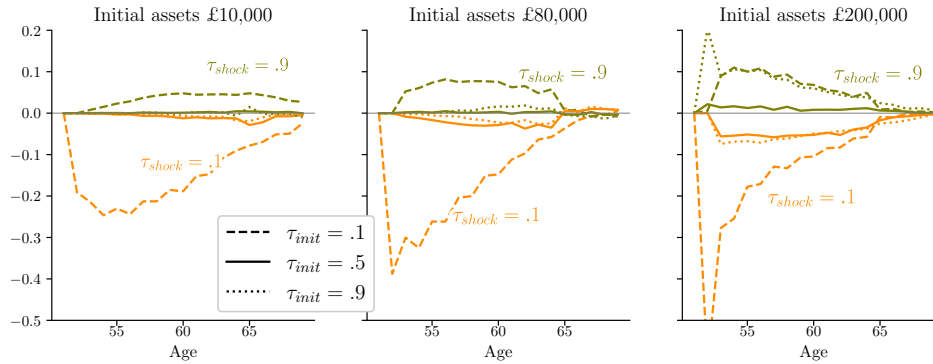 Initial assets £10,000
Initial assets £80,000
Initial assets £200,000
0.2
0.1
0.0
−0.1
−0.2
−0.3
−0.4
−0.5
τshock = .9
τshock = .1
τshock = .9
τshock = .1
τshock = .9
τshock = .1
τinit = .1
τinit = .5
τinit = .9
55 60 65
55 60 65
55 60 65
Age
Age
Age